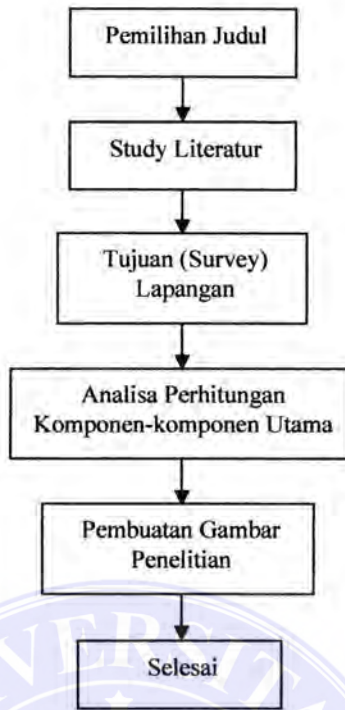 Pemilihan Judul
Study Literatur
Tujuan (Survey)
Lapangan
Analisa Perhitungan
Komponen-komponen Utama
Pembuatan Gambar
Penelitian
Selesai